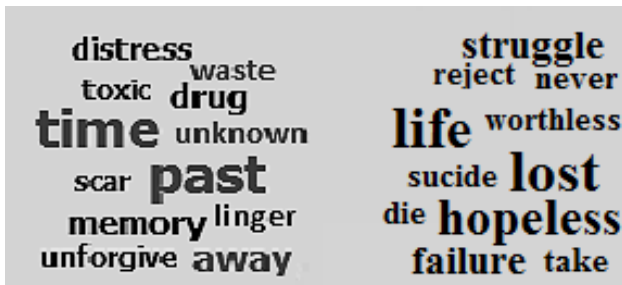 distress
waste
toxic drug
time unknown
scar past
memory linger
unforgive away
struggle
reject never
life worthless
sucide lost
die hopeless
failure take